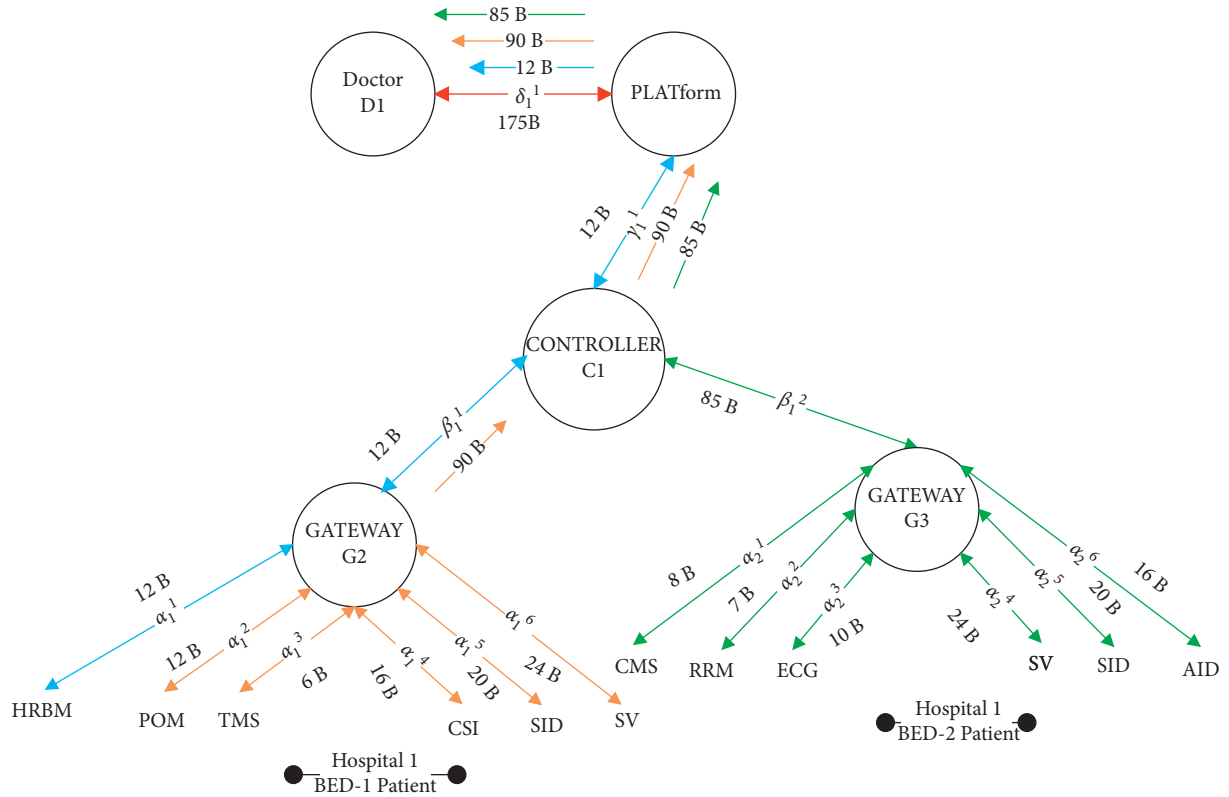 85 B
90 B
12 B
Doctor
D1
δ₁¹
175B
PLATform
12 B
γ₁¹
90 B
85 B
CONTROLLER
C1
12 B
β₁¹
90 B
85 B
β₁²
GATEWAY
G2
GATEWAY
G3
12 B
α₁¹
12 B
α₁²
α₁³
6 B
α₁⁴
16 B
α₁⁵
20 B
α₁⁶
24 B
8 B
α₂¹
7 B
α₂²
α₂³
10 B
α₂⁴
24 B
α₂⁵
20 B
α₂⁶
16 B
HRBM
POM
TMS
CSI
SID
SV
CMS
RRM
ECG
SV
SID
AID
Hospital 1
BED-1 Patient
Hospital 1
BED-2 Patient